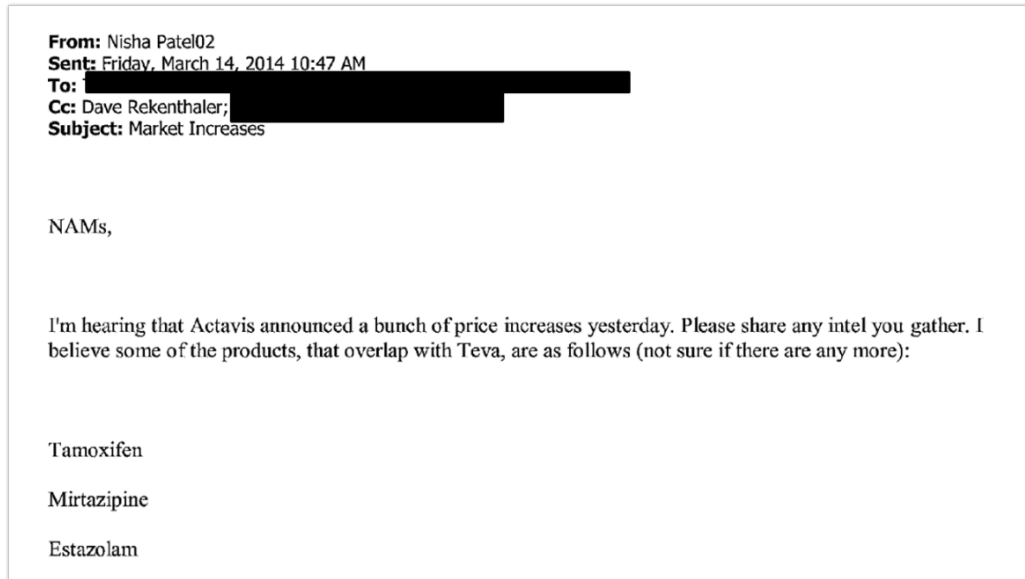 From: Nisha Patel02
Sent: Friday, March 14, 2014 10:47 AM
To:
Cc: Dave Rekenthaler;
Subject: Market Increases
NAMs,
I'm hearing that Actavis announced a bunch of price increases yesterday. Please share any intel you gather. I
believe some of the products, that overlap with Teva, are as follows (not sure if there are any more):
Tamoxifen
Mirtazipine
Estazolam